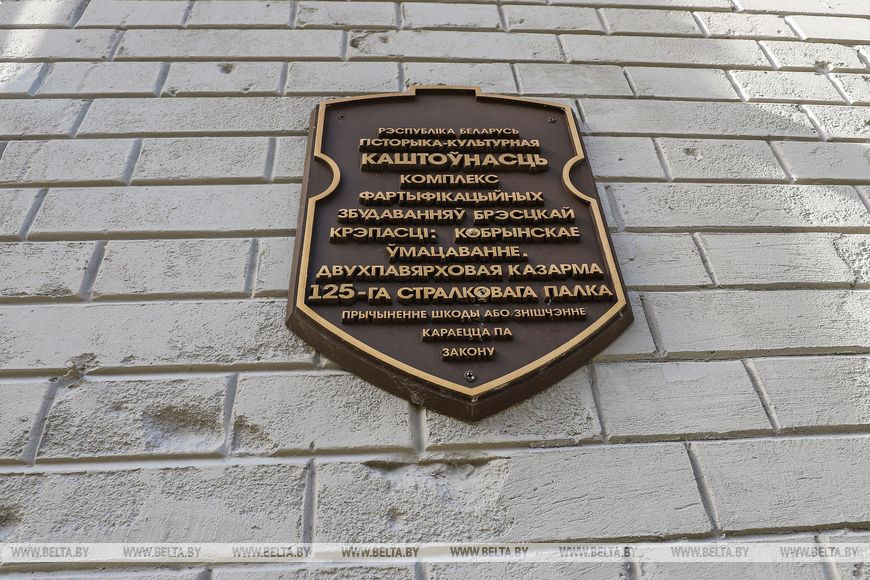 РЭСПУБЛІКА БЕЛАРУСЬ
ГІСТОРЫКА-КУЛЬТУРНАЯ
КАШТОЎНАСЦЬ
КОМПЛЕКС
ФАРТЫФІКАЦЫЙНЫХ
ЗБУДАВАННЯЎ БРЭСЦКАЙ
КРЭПАСЦІ: КОБРЫНСКАЕ
ЎМАЦАВАННЕ.
ДВУХПАВЯРХОВАЯ КАЗАРМА
125-ГА СТРАЛКОВАГА ПАЛКА
ПРЫЧЫНЕННЕ ШКОДЫ АБО ЗНІШЧЭННЕ
КАРАЕЦЦА ПА
ЗАКОНУ
WWW.BELTA.BY WWW.BELTA.BY WWW.BELTA.BY WWW.BELTA.BY WWW.BELTA.BY WWW.BELTA.BY WWW.BELTA.BY WWW.BELTA.BY